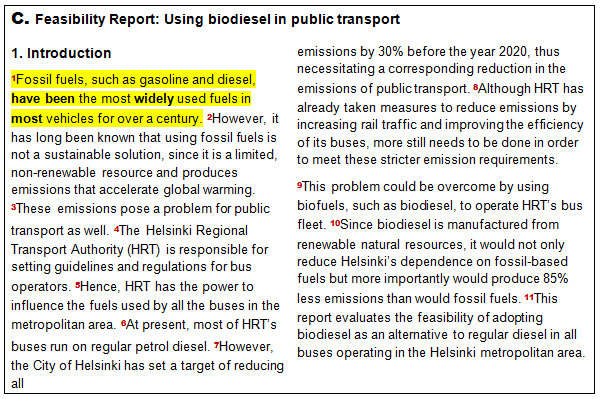 C. Feasibility Report: Using biodiesel in public transport
1. Introduction
1Fossil fuels, such as gasoline and diesel,
have been the most widely used fuels in
most vehicles for over a century. 2However, it
has long been known that using fossil fuels is
not a sustainable solution, since it is a limited,
non-renewable resource and produces
emissions that accelerate global warming.
3These emissions pose a problem for public
transport as well. 4The Helsinki Regional
Transport Authority (HRT) is responsible for
setting guidelines and regulations for bus
operators. 5Hence, HRT has the power to
influence the fuels used by all the buses in the
metropolitan area. 6At present, most of HRT's
buses run on regular petrol diesel. 7However,
the City of Helsinki has set a target of reducing
all
emissions by 30% before the year 2020, thus
necessitating a corresponding reduction in the
emissions of public transport. 8Although HRT has
already taken measures to reduce emissions by
increasing rail traffic and improving the efficiency
of its buses, more still needs to be done in order
to meet these stricter emission requirements.
9This problem could be overcome by using
biofuels, such as biodiesel, to operate HRT's bus
fleet. 10Since biodiesel is manufactured from
renewable natural resources, it would not only
reduce Helsinki's dependence on fossil-based
fuels but more importantly would produce 85%
less emissions than would fossil fuels. 11This
report evaluates the feasibility of adopting
biodiesel as an alternative to regular diesel in all
buses operating in the Helsinki metropolitan area.